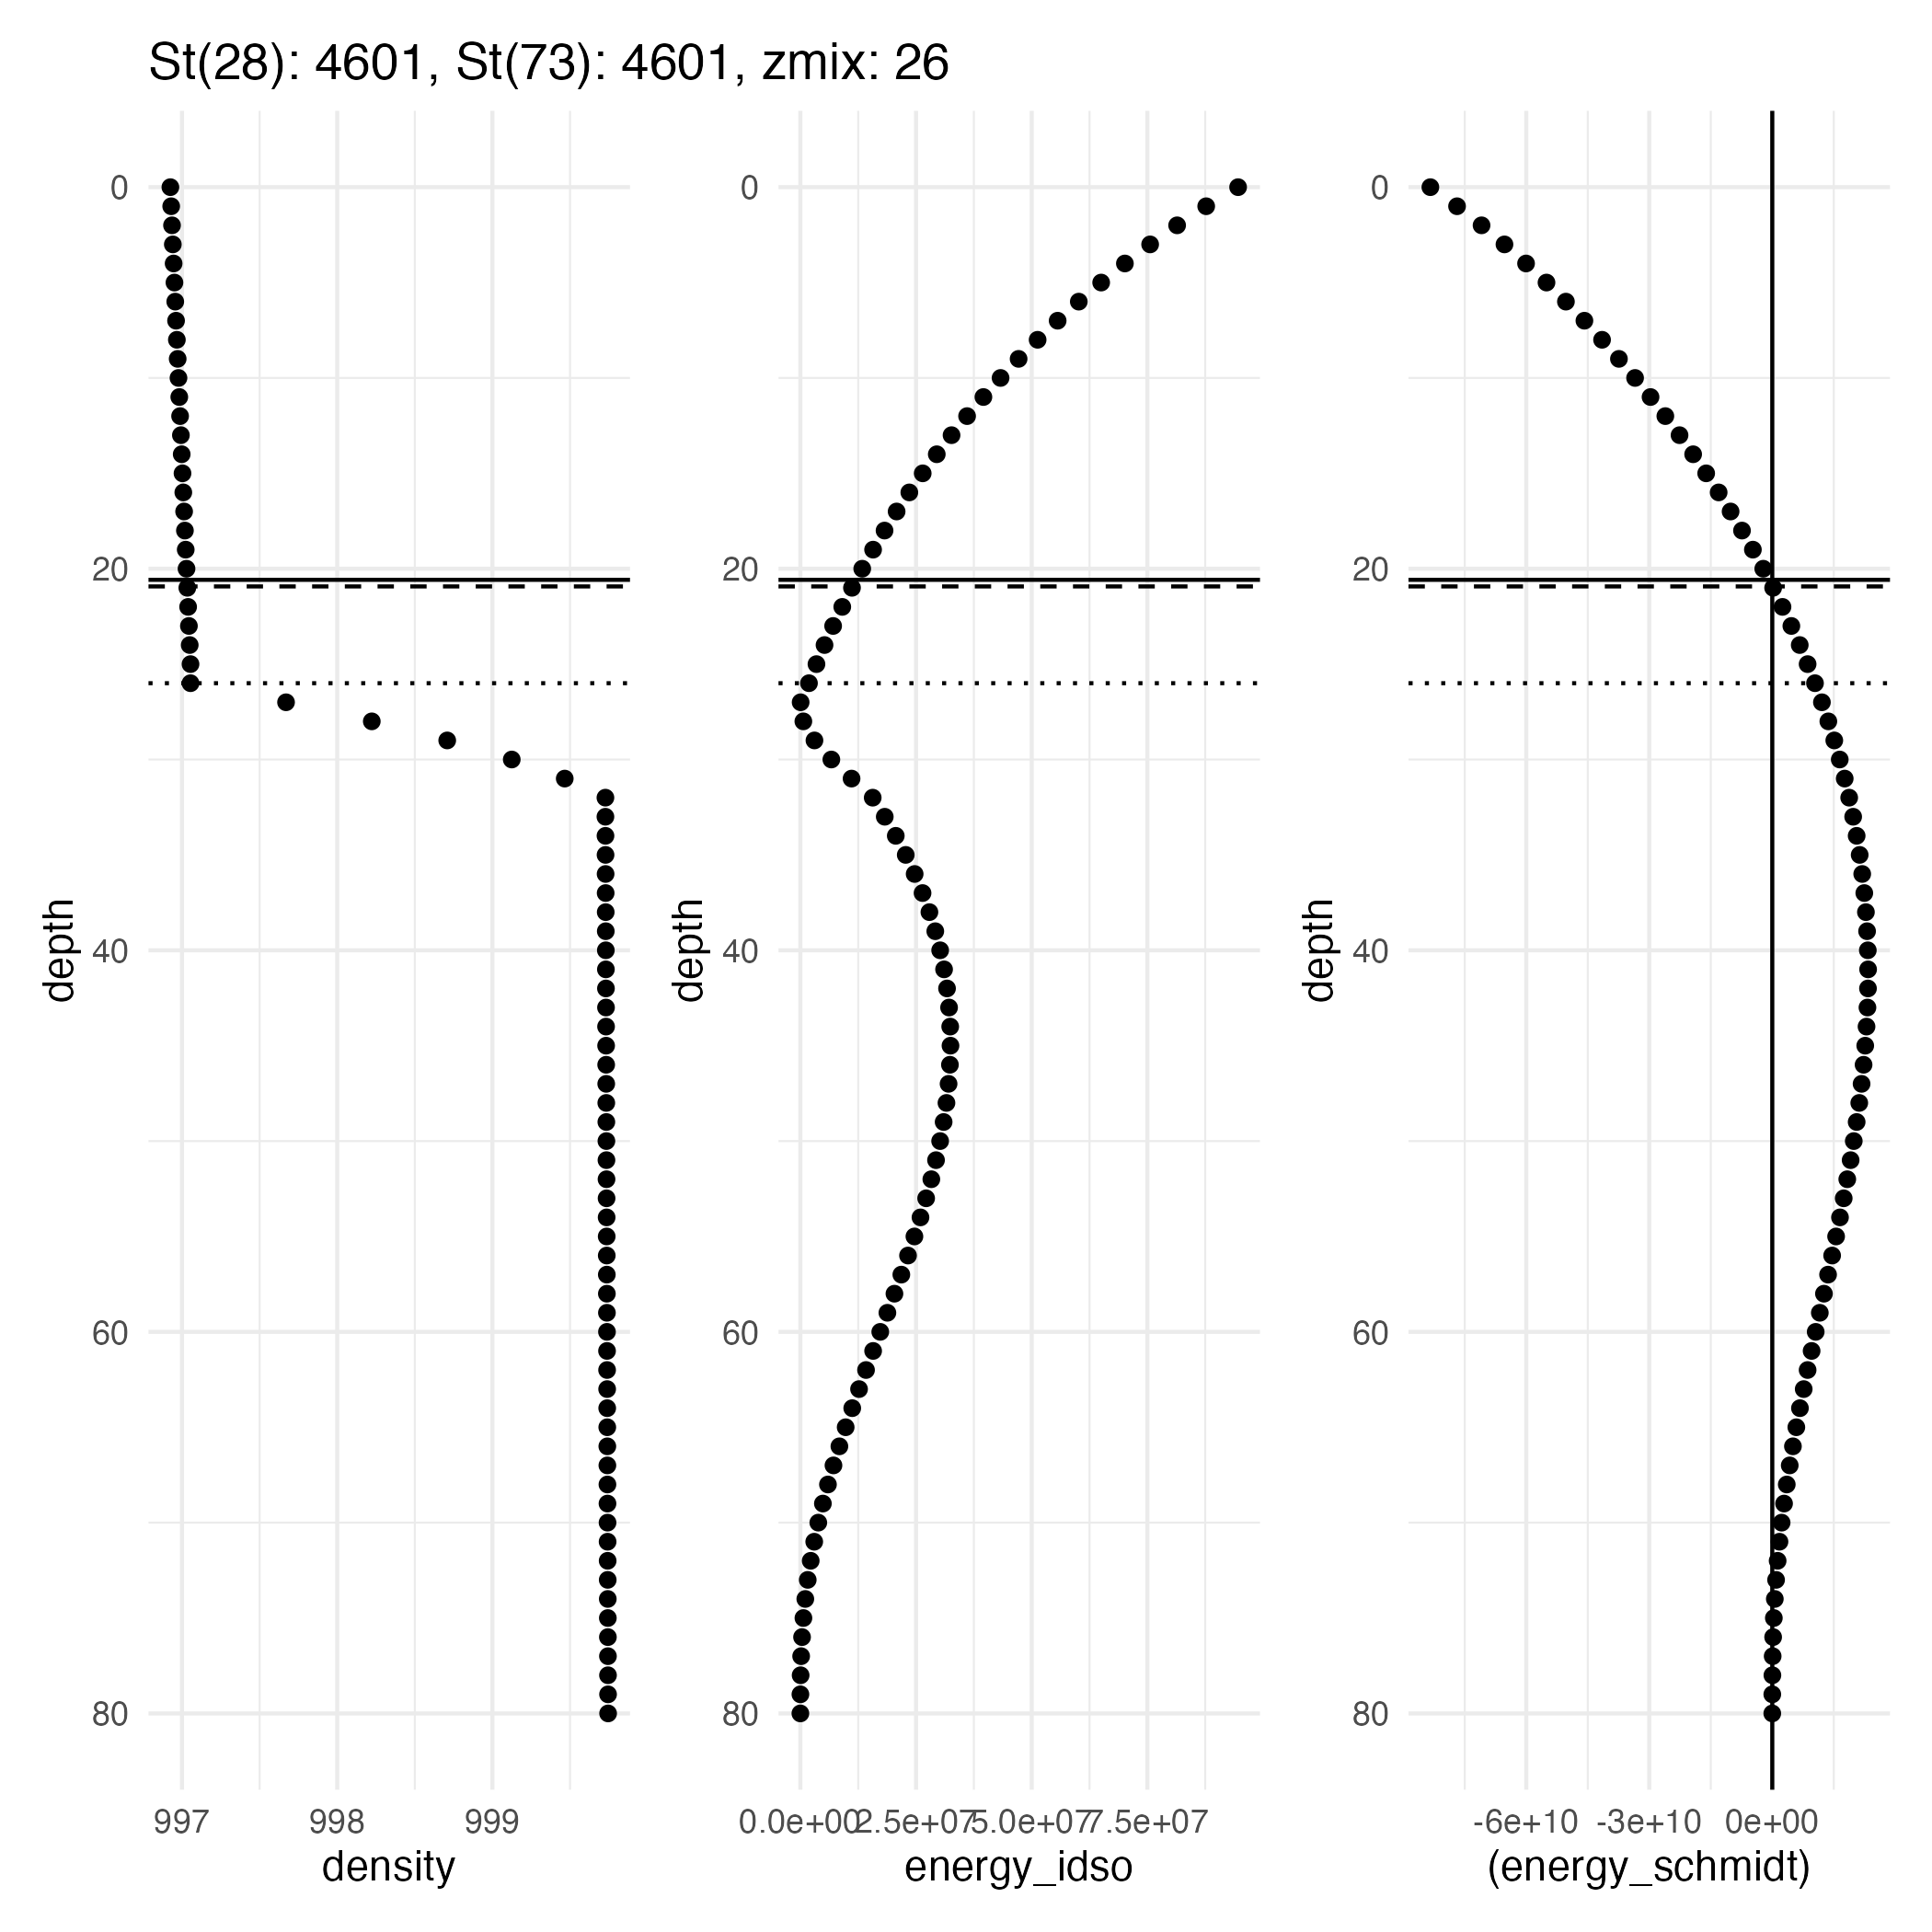 St(28): 4601, St(73): 4601, zmix: 26
0
20
40
60
80
depth
997
998
999
density
0
20
40
60
80
depth
0.0e+00
2.5e+07
5.0e+07
7.5e+07
energy_idso
0
20
40
60
80
depth
-6e+10
-3e+10
0e+00
(energy_schmidt)